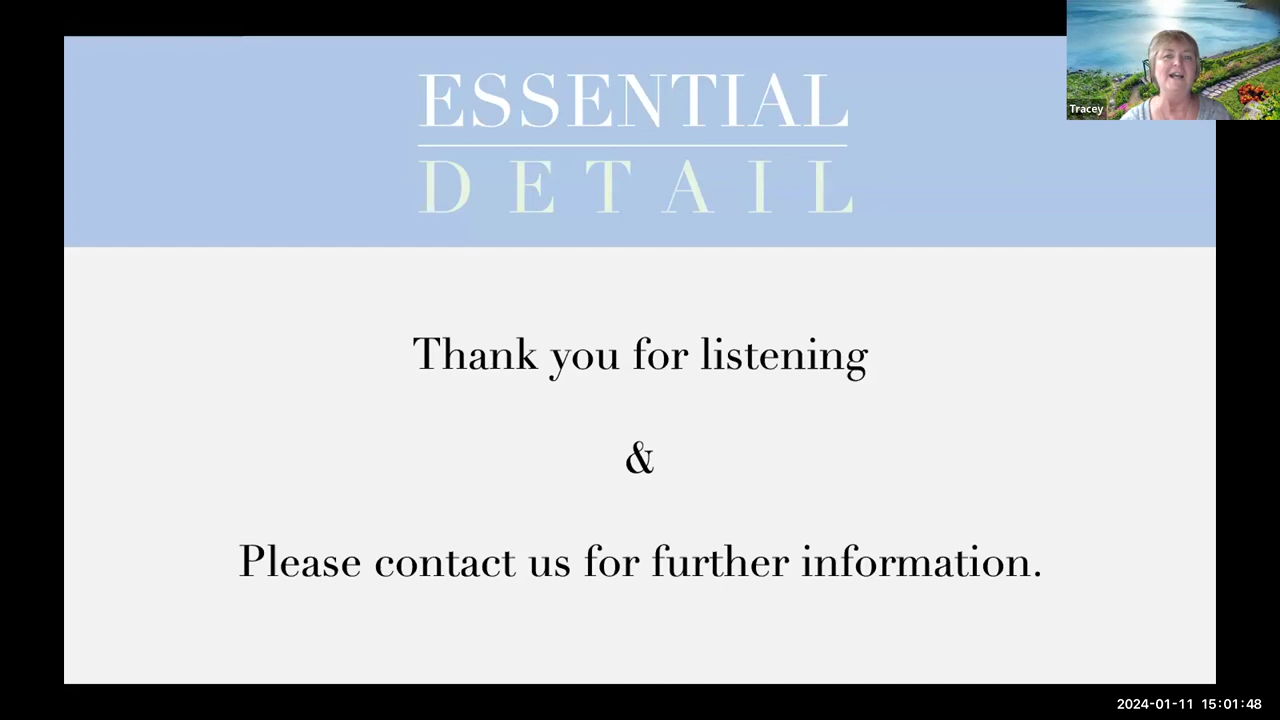 ESSENTIAL
DETAIL
Tracey
Thank you for listening
&
Please contact us for further information.
2024-01-11 15:01:48